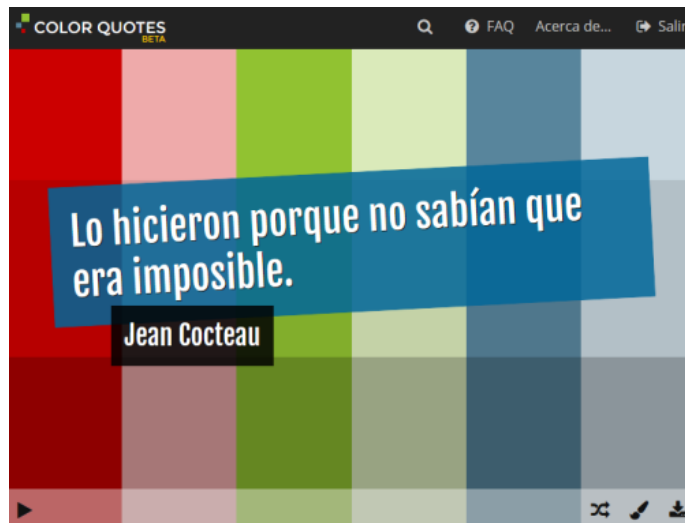 COLOR QUOTES
BETA
FAQ
Acerca de...
Salir
Lo hicieron porque no sabían que
era imposible.
Jean Cocteau